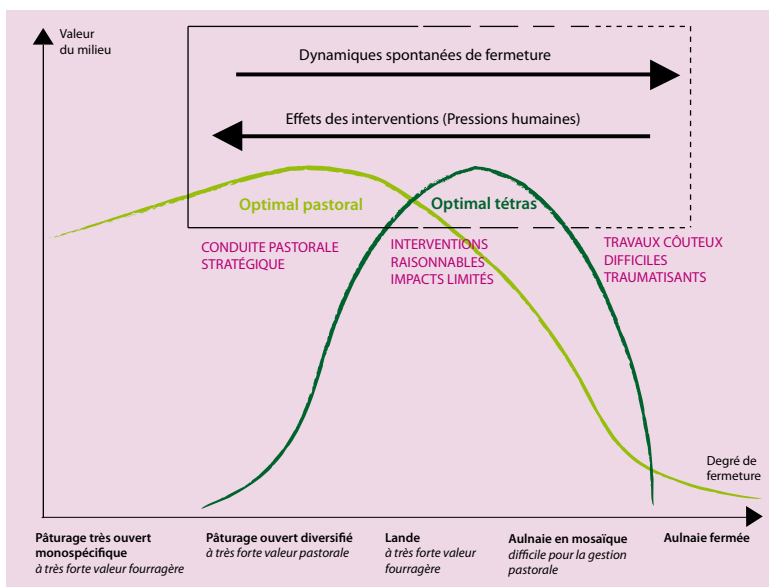 Valeur
du milieu
Dynamiques spontanées de fermeture
Effets des interventions (Pressions humaines)
Optimal pastoral
Optimal tétras
CONDUITE PASTORALE
STRATÉGIQUE
INTERVENTIONS
RAISONNABLES
IMPACTS LIMITÉS
TRAVAUX CÔUTEUX
DIFFICILES
TRAUMATISANTS
Degré de
fermeture
Pâturage très ouvert
monospécifique
à très forte valeur fourragère
Pâturage ouvert diversifié
à très forte valeur pastorale
Lande
à très forte valeur
fourragère
Aulnaie en mosaïque
difficile pour la gestion
pastorale
Aulnaie fermée